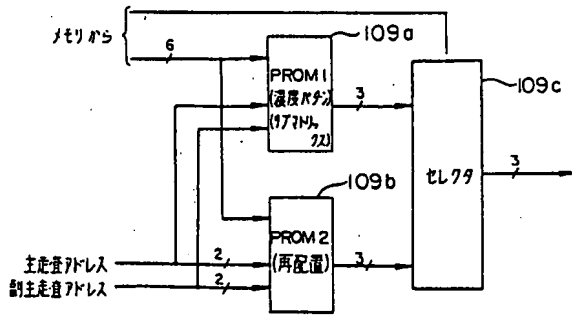 メモリから
6
109a
PROM1
(濃度パタン)
(サブマトリックス)
3
109c
セレクタ
3
109b
PROM2
(再配置)
3
主走査アドレス
2
副主走査アドレス
2